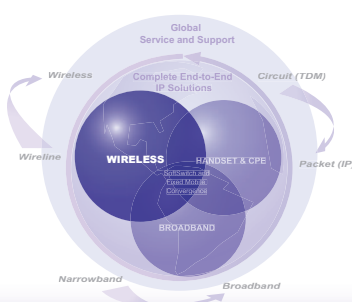 Global
Service and Support
Wireless
Complete End-to-End
IP Solutions
Circuit (TDM)
Wireline
WIRELESS
HANDSET & CPE
Packet (IP)
SoftSwitch and
Fixed Mobile
Convergence
BROADBAND
Narrowband
Broadband